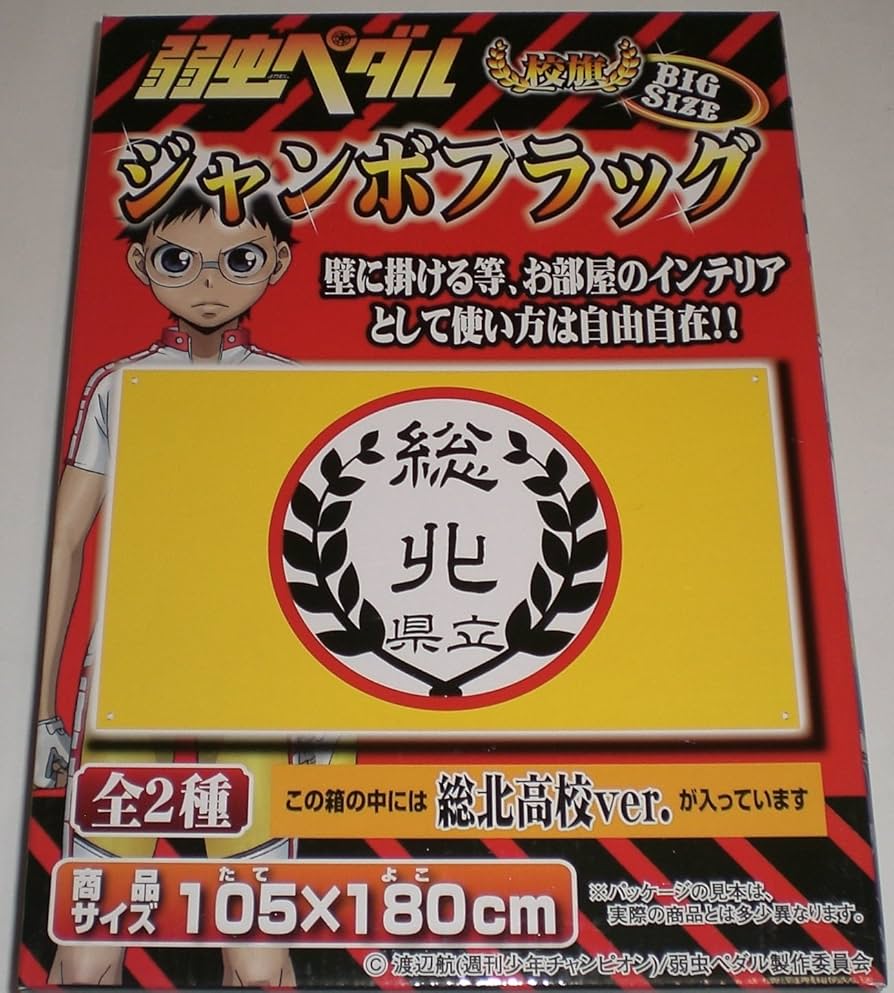 弱虫ペダル
校旗
BIG SIZE
ジャンボフラッグ
壁に掛ける等、お部屋のインテリア
として使い方は自由自在!!
総
北
県立
全2種
この箱の中には 総北高校ver. が入っています
商品サイズ
たて よこ
105×180cm
※パッケージの見本は、
実際の商品とは多少異なります。
© 渡辺航(週刊少年チャンピオン)/弱虫ペダル製作委員会